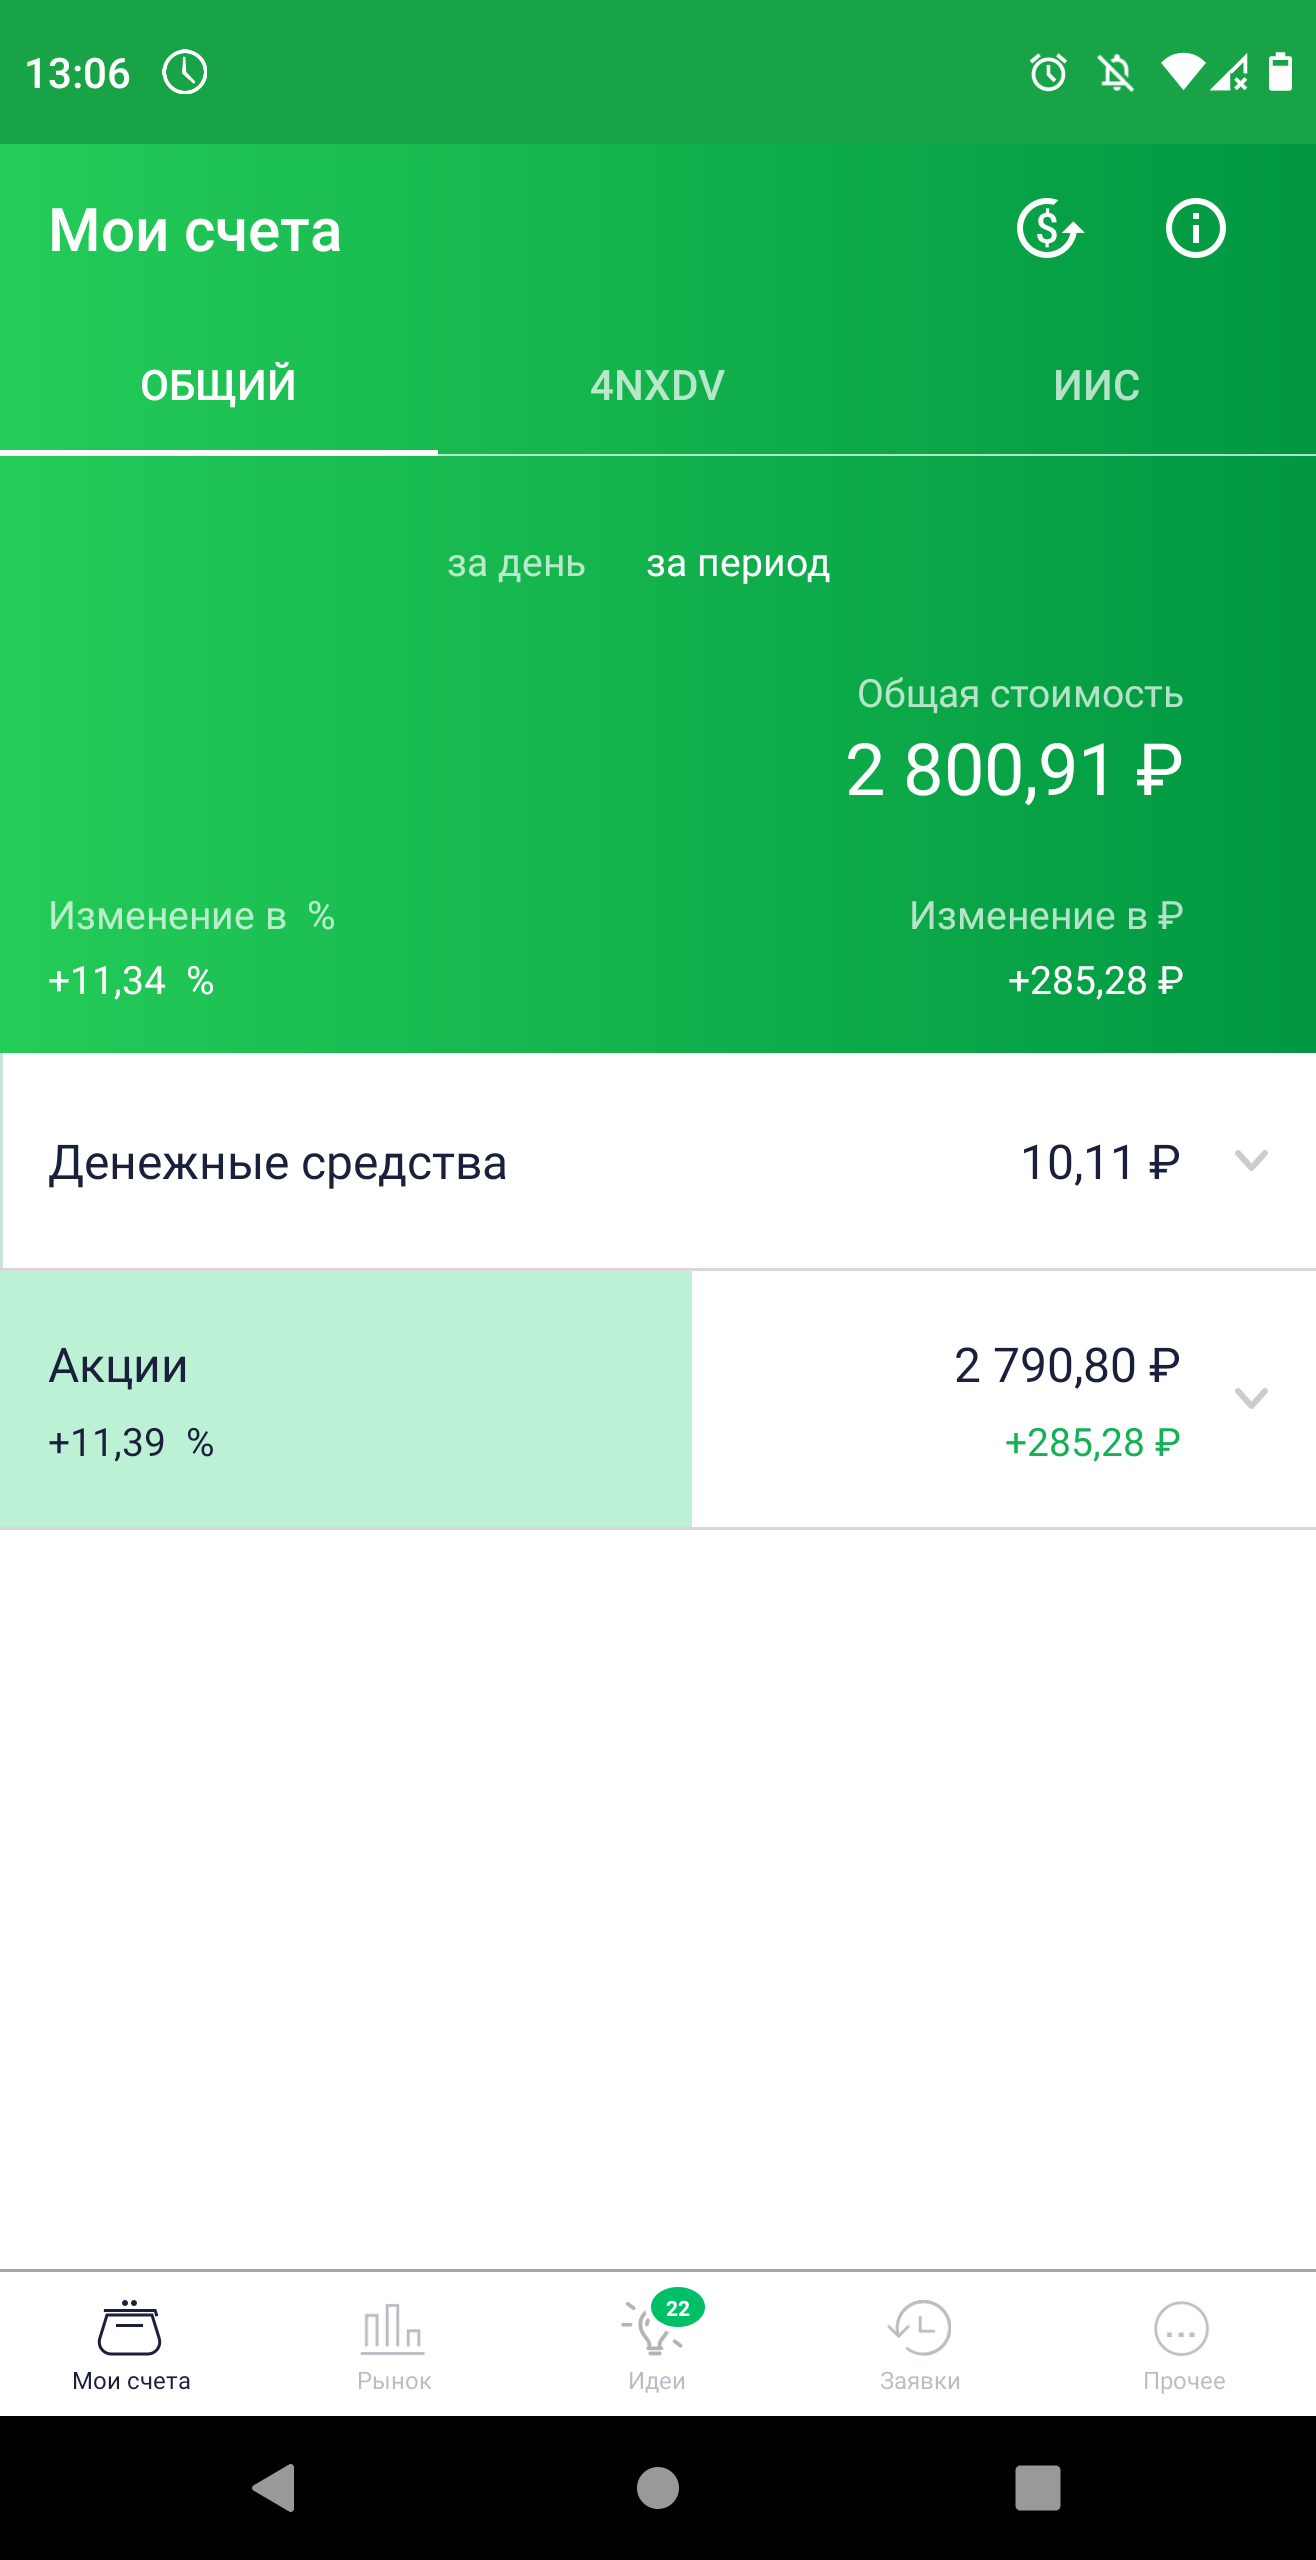 13:06
Мои счета
ОБЩИЙ 4NXDV ИИС
за день за период
Общая стоимость
2 800,91 ₽
Изменение в % Изменение в ₽
+11,34 % +285,28 ₽
Денежные средства 10,11 ₽
Акции 2 790,80 ₽
+11,39 % +285,28 ₽
22
Мои счета Рынок Идеи Заявки Прочее